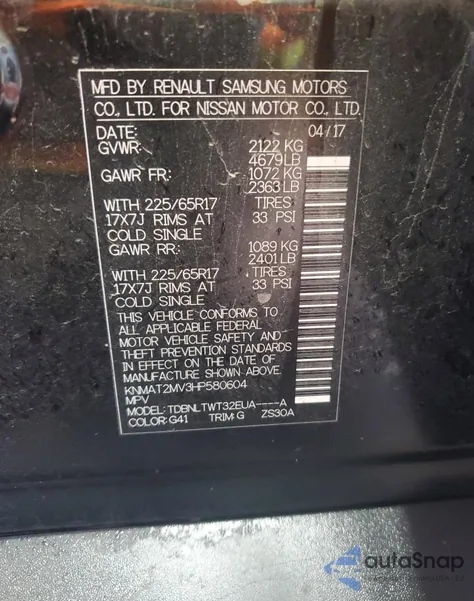 MFD BY RENAULT SAMSUNG MOTORS
CO., LTD. FOR NISSAN MOTOR CO., LTD.
DATE: 04/17
GVWR: 2122 KG
4679 LB
GAWR FR: 1072 KG
2363 LB
WITH 225/65R17 TIRES
17X7J RIMS AT 33 PSI
COLD SINGLE
GAWR RR: 1089 KG
2401 LB
WITH 225/65R17 TIRES
17X7J RIMS AT 33 PSI
COLD SINGLE
THIS VEHICLE CONFORMS TO
ALL APPLICABLE FEDERAL
MOTOR VEHICLE SAFETY AND
THEFT PREVENTION STANDARDS
IN EFFECT ON THE DATE OF
MANUFACTURE SHOWN ABOVE.
KNMAT2MV3HP580604
MPV
MODEL: TDBNLTWT32EUA----A
COLOR: G41 TRIM: G ZS30A
autaSnap